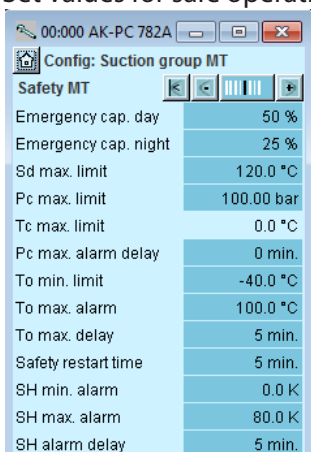 Set values for safe operat
00:000 AK-PC 782A
Config: Suction group MT
Safety MT
Emergency cap. day 50 %
Emergency cap. night 25 %
Sd max. limit 120.0 °C
Pc max. limit 100.00 bar
Tc max. limit 0.0 °C
Pc max. alarm delay 0 min.
To min. limit -40.0 °C
To max. alarm 100.0 °C
To max. delay 5 min.
Safety restart time 5 min.
SH min. alarm 0.0 K
SH max. alarm 80.0 K
SH alarm delay 5 min.